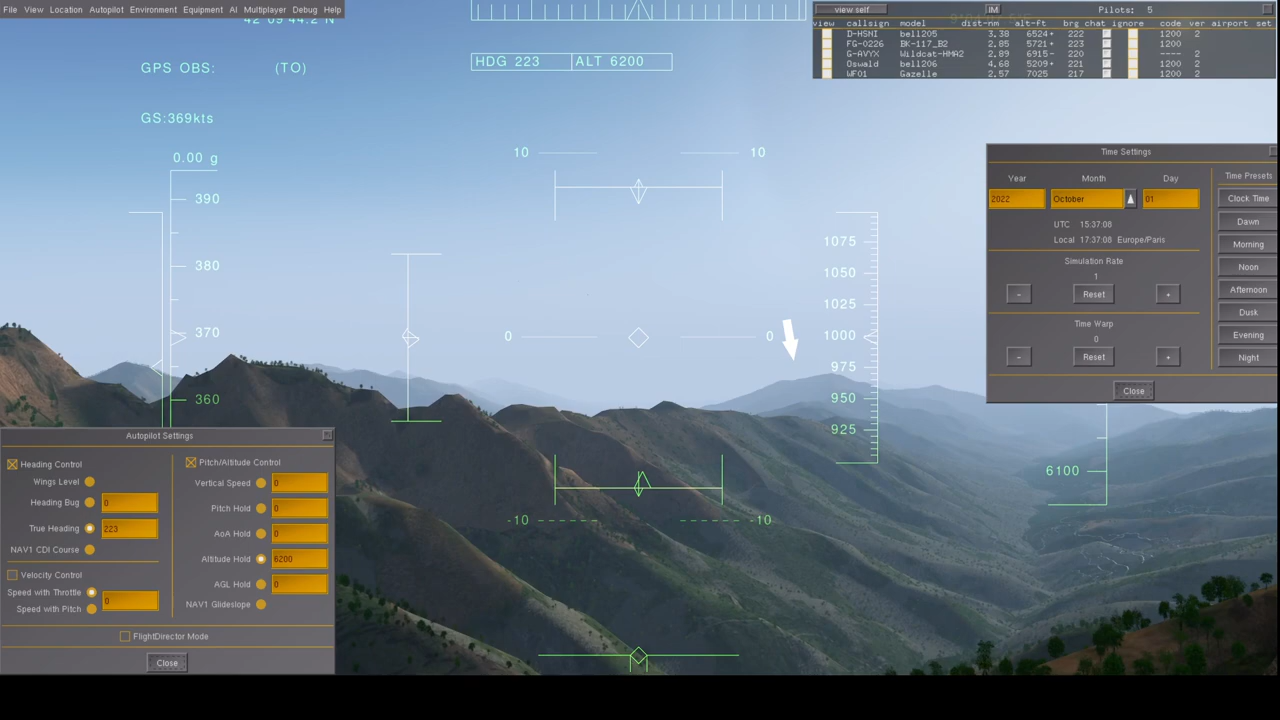 File View Location Autopilot Environment Equipment AI Multiplayer Debug Help
42 09'44.2"N
GPS OBS: (TO)
GS:369kts
0.00 g
390
380
370
360
HDG 223 ALT 6200
10 10
0 0
-10 -10
1075
1050
1025
1000
975
950
925
6100
view self IM Pilots: 5
view callsign model dist-nm alt-ft brg chat ignore code ver airport set
D-HSNI bell205 3.38 6524+ 222 1200 2
FG-0226 BK-117_B2 2.85 5721+ 223 1200
G-AVYX Wildcat-HMA2 2.89 6915- 220 ---- 2
Oswald bell206 4.68 5209+ 221 1200 2
WF01 Gazelle 2.57 7025 217 1200 2
Time Settings
Year Month Day
2022 October 01
UTC 15:37:08
Local 17:37:08 Europe/Paris
Simulation Rate
1
- Reset +
Time Warp
0
- Reset +
Time Presets
Clock Time
Dawn
Morning
Noon
Afternoon
Dusk
Evening
Night
Close
Autopilot Settings
Heading Control
Wings Level
Heading Bug 0
True Heading 223
NAV1 CDI Course
Velocity Control
Speed with Throttle 0
Speed with Pitch
Pitch/Altitude Control
Vertical Speed 0
Pitch Hold 0
AoA Hold 0
Altitude Hold 6200
AGL Hold 0
NAV1 Glideslope
FlightDirector Mode
Close